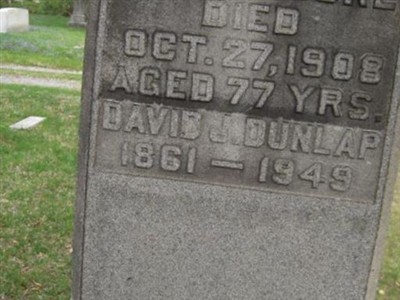 DIED
OCT. 27, 1908
AGED 77 YRS.
DAVID J. DUNLAP
1861 — 1949